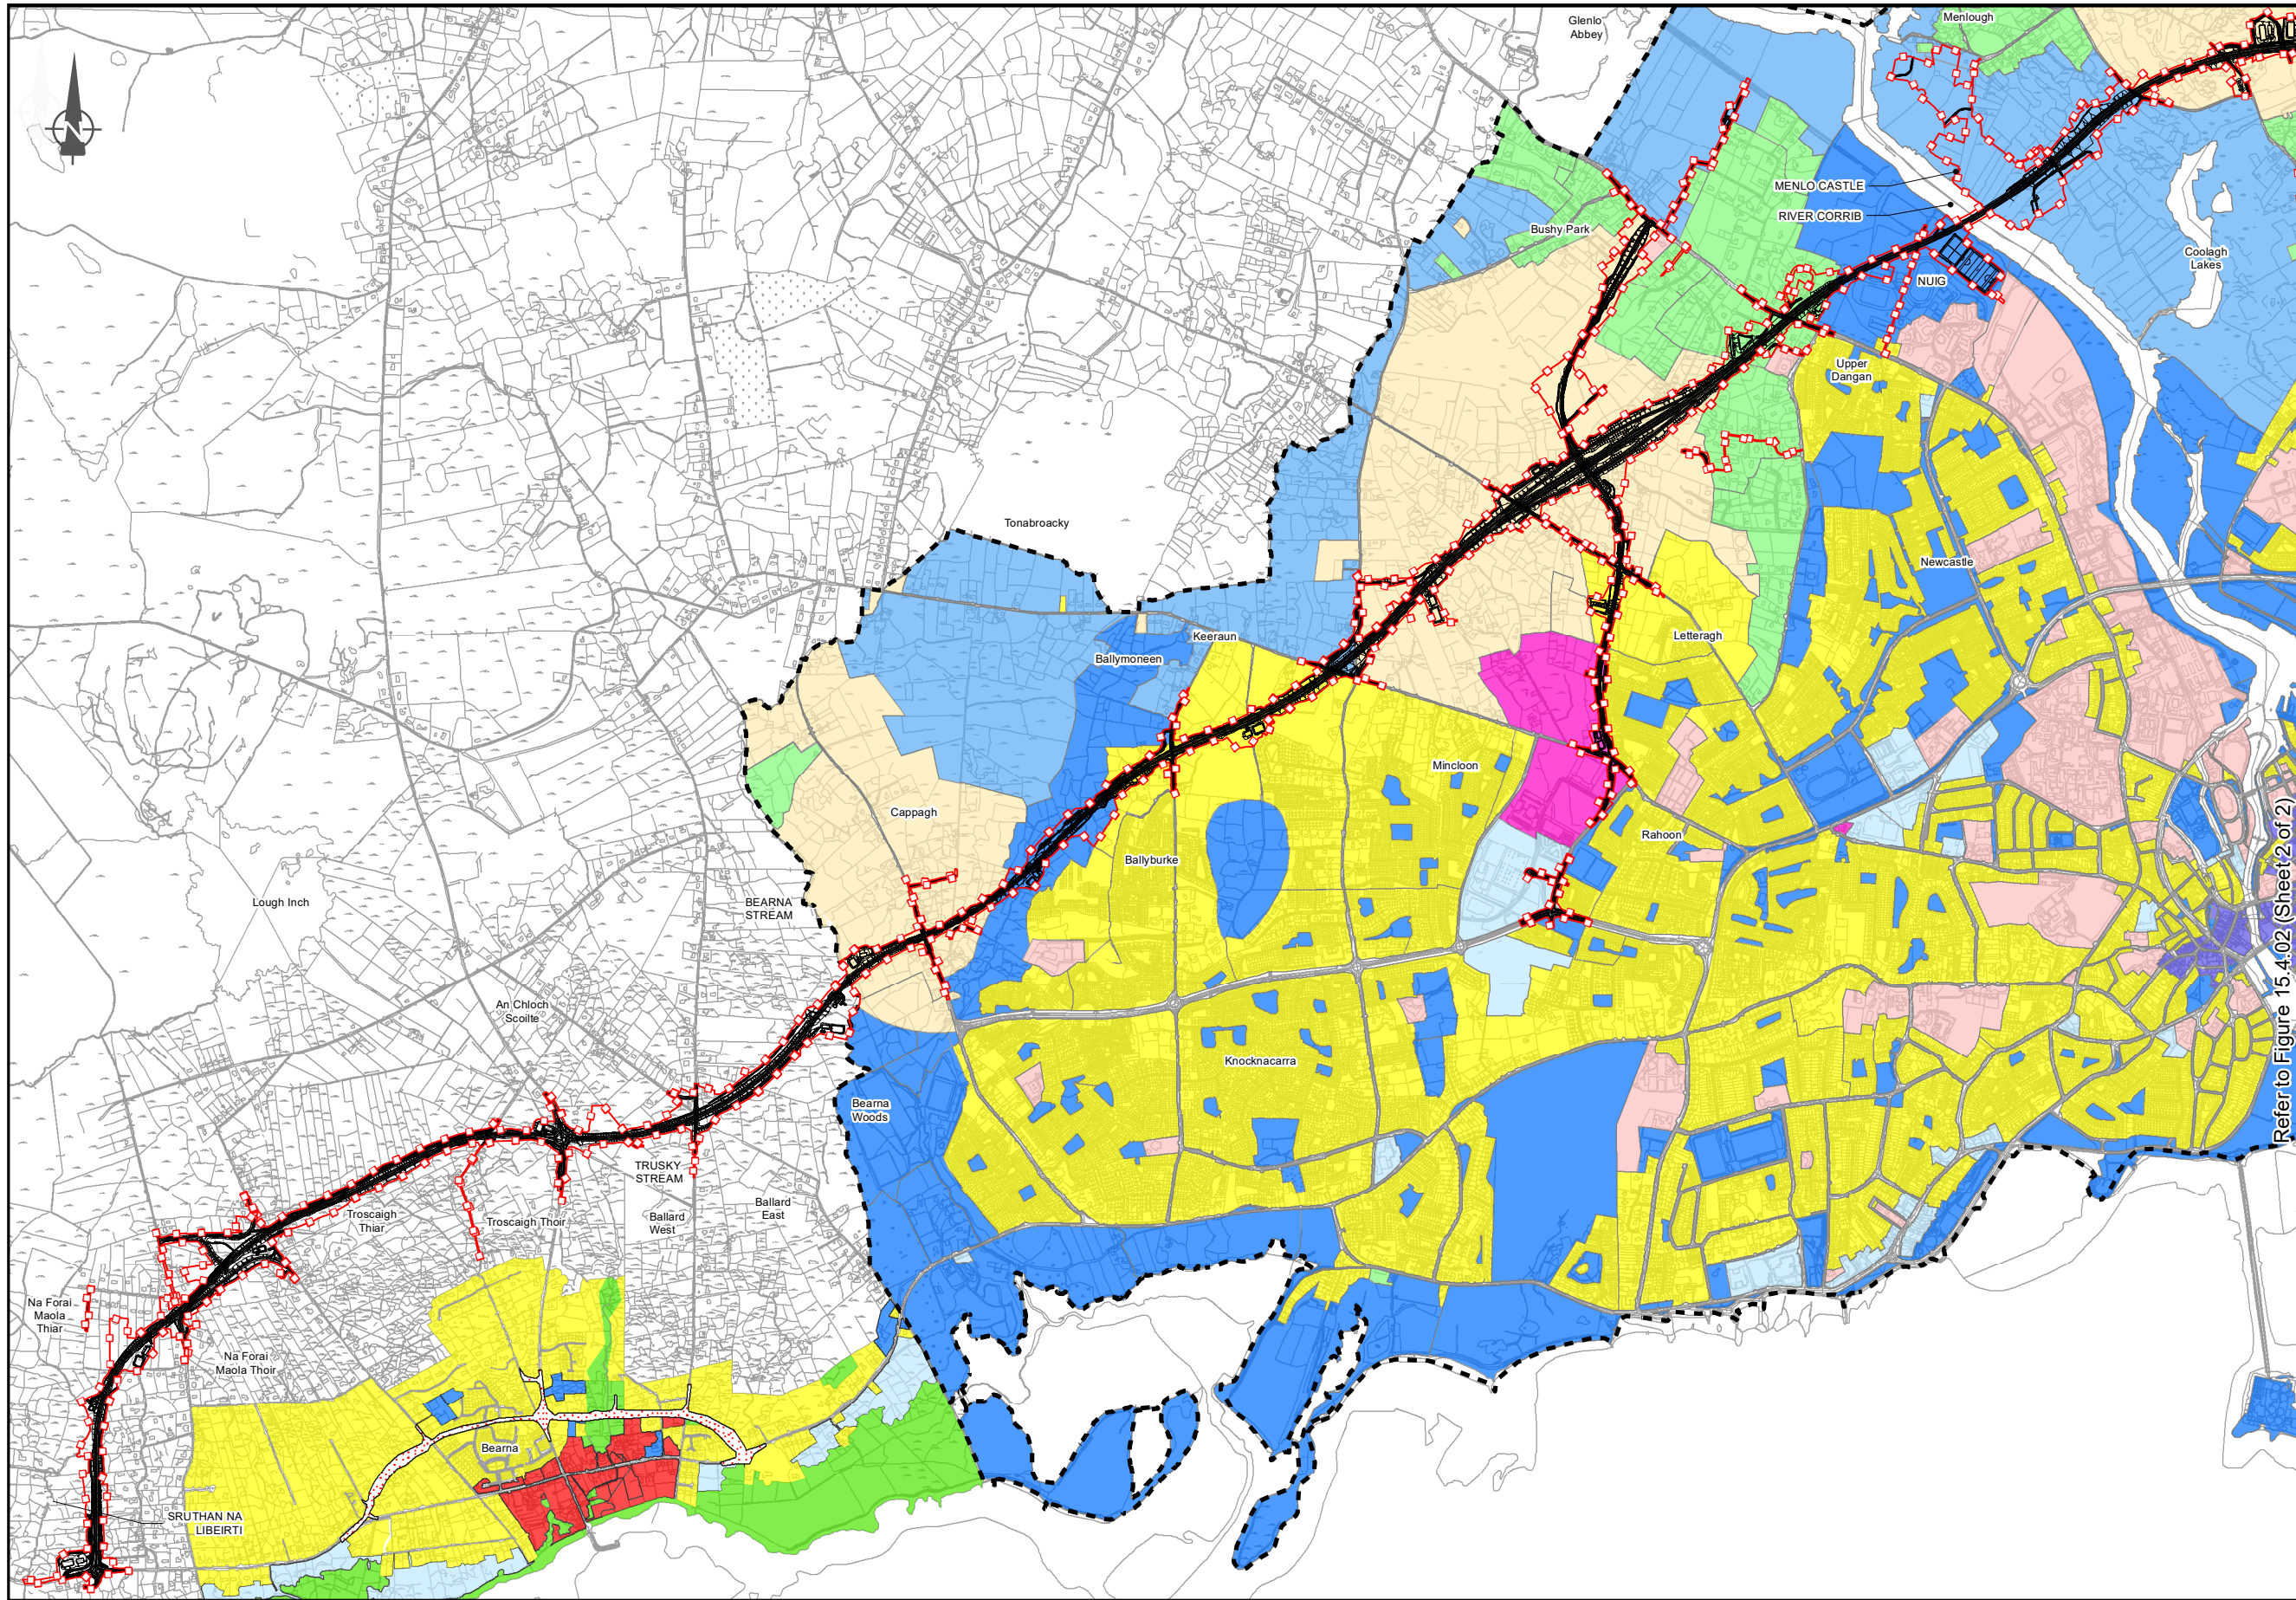 Glenlo
Abbey
Menlough
N
MENLO CASTLE
RIVER CORRIB
Bushy Park
Coolagh
Lakes
NUIG
Upper
Dangan
Tonabroacky
Newcastle
Keeraun
Letteragh
Ballymoneen
Mincloon
Cappagh
Rahoon
Ballyburke
Lough Inch
BEARNA
STREAM
An Chloch
Scoilte
Knocknacarra
Bearna
Woods
Refer to Figure 15.4.02 (Sheet 2 of 2)
TRUSKY
STREAM
Ballard
East
Troscaigh
Thiar
Troscaigh Thoir
Ballard
West
Na Forai
Maola
Thiar
Na Forai
Maola Thoir
Bearna
SRUTHAN NA
LIBEIRTI